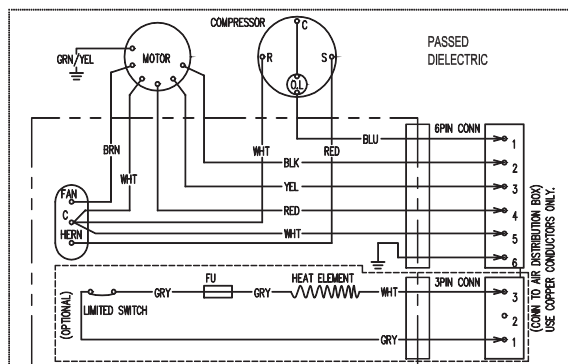 COMPRESSOR
C
PASSED
DIELECTRIC
GRN/YEL
MOTOR
R
S
O.L
6PIN CONN
BLU
1
BRN
WHT
RED
BLK
2
WHT
YEL
3
FAN
RED
4
C
WHT
5
HERN
6
(CONN TO AIR DISTRIBUTION BOX)
USE COPPER CONDUCTORS ONLY.
(OPTIONAL)
FU
HEAT ELEMENT
3PIN CONN
GRY
GRY
WHT
3
LIMITED SWITCH
2
GRY
1